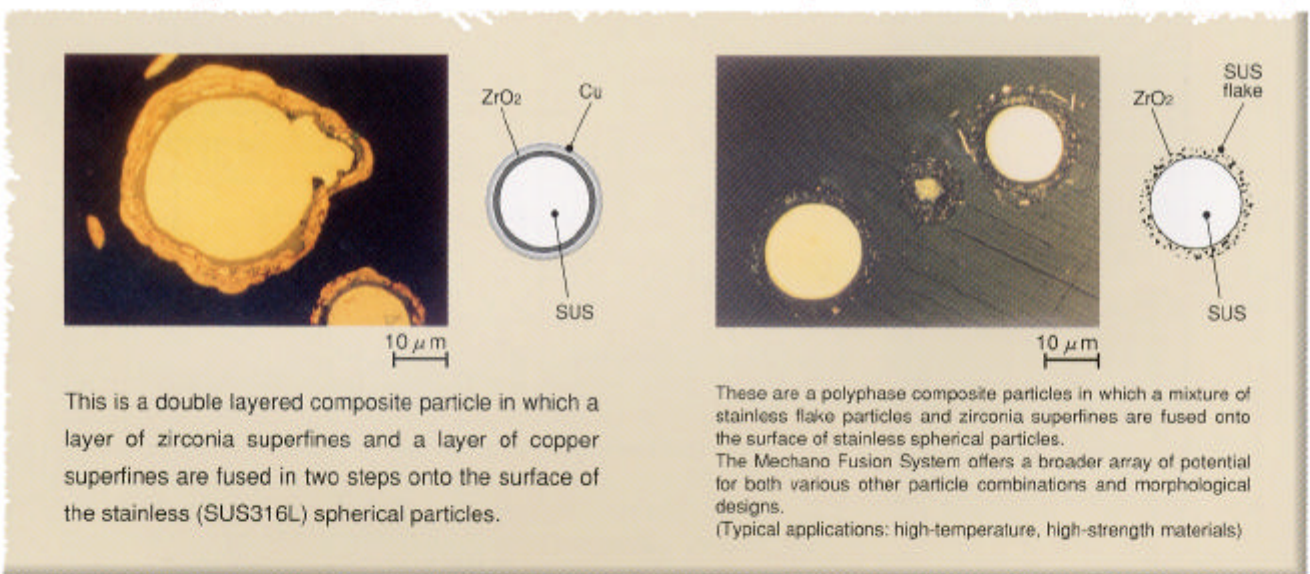 ZrO2
Cu
SUS
10 μm
This is a double layered composite particle in which a
layer of zirconia superfines and a layer of copper
superfines are fused in two steps onto the surface of
the stainless (SUS316L) spherical particles.
ZrO2
SUS
flake
SUS
10 μm
These are a polyphase composite particles in which a mixture of
stainless flake particles and zirconia superfines are fused onto
the surface of stainless spherical particles.
The Mechano Fusion System offers a broader array of potential
for both various other particle combinations and morphological
designs.
(Typical applications: high-temperature, high-strength materials)